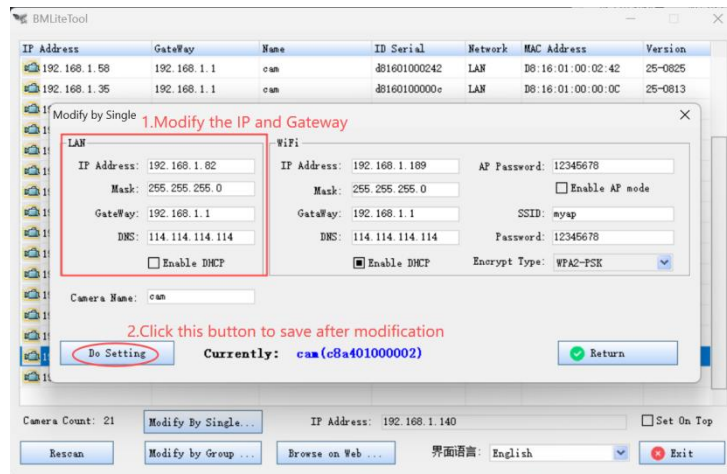 BMLiteTool
IP Address GateWay Name ID Serial Network MAC Address Version
192.168.1.58 192.168.1.1 cam d81601000242 LAN D8:16:01:00:02:42 25-0825
192.168.1.35 192.168.1.1 cam d8160100000c LAN D8:16:01:00:00:0C 25-0813
Modify by Single 1.Modify the IP and Gateway
LAN WiFi
IP Address: 192.168.1.82 IP Address: 192.168.1.189 AP Password: 12345678
Mask: 255.255.255.0 Mask: 255.255.255.0 Enable AP mode
GateWay: 192.168.1.1 GataWay: 192.168.1.1 SSID: myap
DNS: 114.114.114.114 DNS: 114.114.114.114 Password: 12345678
Enable DHCP Enable DHCP Encrypt Type: WPA2-PSK
Camera Name: cam
2.Click this button to save after modification
Do Setting Currently: cam(c8a401000002) Return
Camera Count: 21 Modify By Single... IP Address: 192.168.1.140 Set On Top
Rescan Modify by Group ... Browse on Web ... 界面语言: English Exit